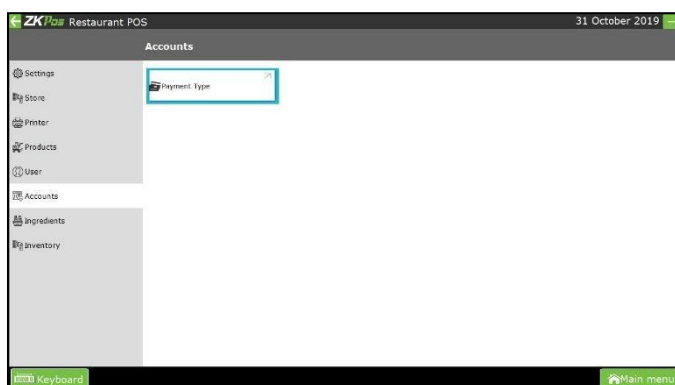 ZKPos Restaurant POS
31 October 2019
Accounts
Settings
Store
Printer
Products
User
Accounts
Ingredients
Inventory
Payment Type
Keyboard
Main menu